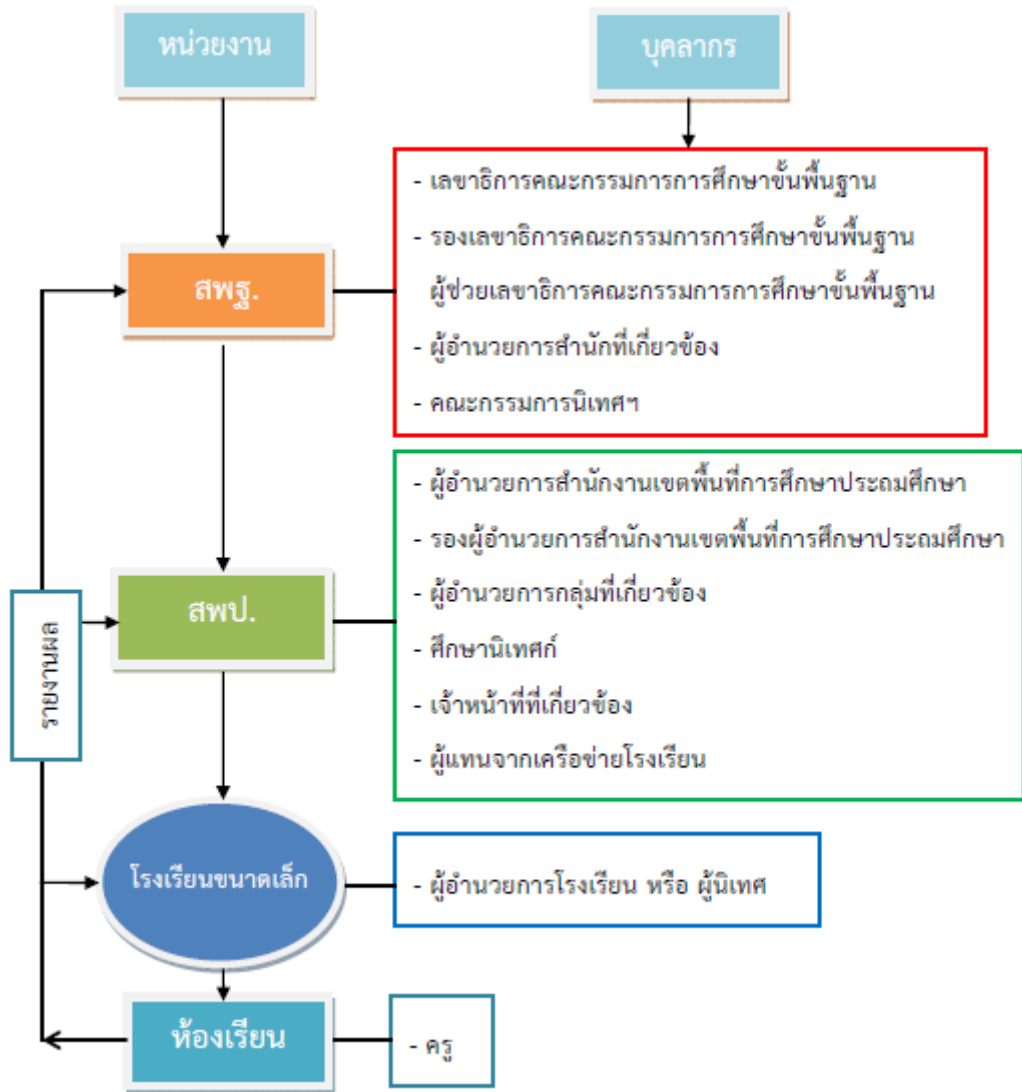 หน่วยงาน
บุคลากร
- เลขาธิการคณะกรรมการการศึกษาขั้นพื้นฐาน
- รองเลขาธิการคณะกรรมการการศึกษาขั้นพื้นฐาน
ผู้ช่วยเลขาธิการคณะกรรมการการศึกษาขั้นพื้นฐาน
- ผู้อำนวยการสำนักที่เกี่ยวข้อง
- คณะกรรมการนิเทศฯ
สพฐ.
- ผู้อำนวยการสำนักงานเขตพื้นที่การศึกษาประถมศึกษา
- รองผู้อำนวยการสำนักงานเขตพื้นที่การศึกษาประถมศึกษา
- ผู้อำนวยการกลุ่มที่เกี่ยวข้อง
- ศึกษานิเทศก์
- เจ้าหน้าที่ที่เกี่ยวข้อง
- ผู้แทนจากเครือข่ายโรงเรียน
สพป.
รายงานผล
โรงเรียนขนาดเล็ก
- ผู้อำนวยการโรงเรียน หรือ ผู้นิเทศ
ห้องเรียน
- ครู